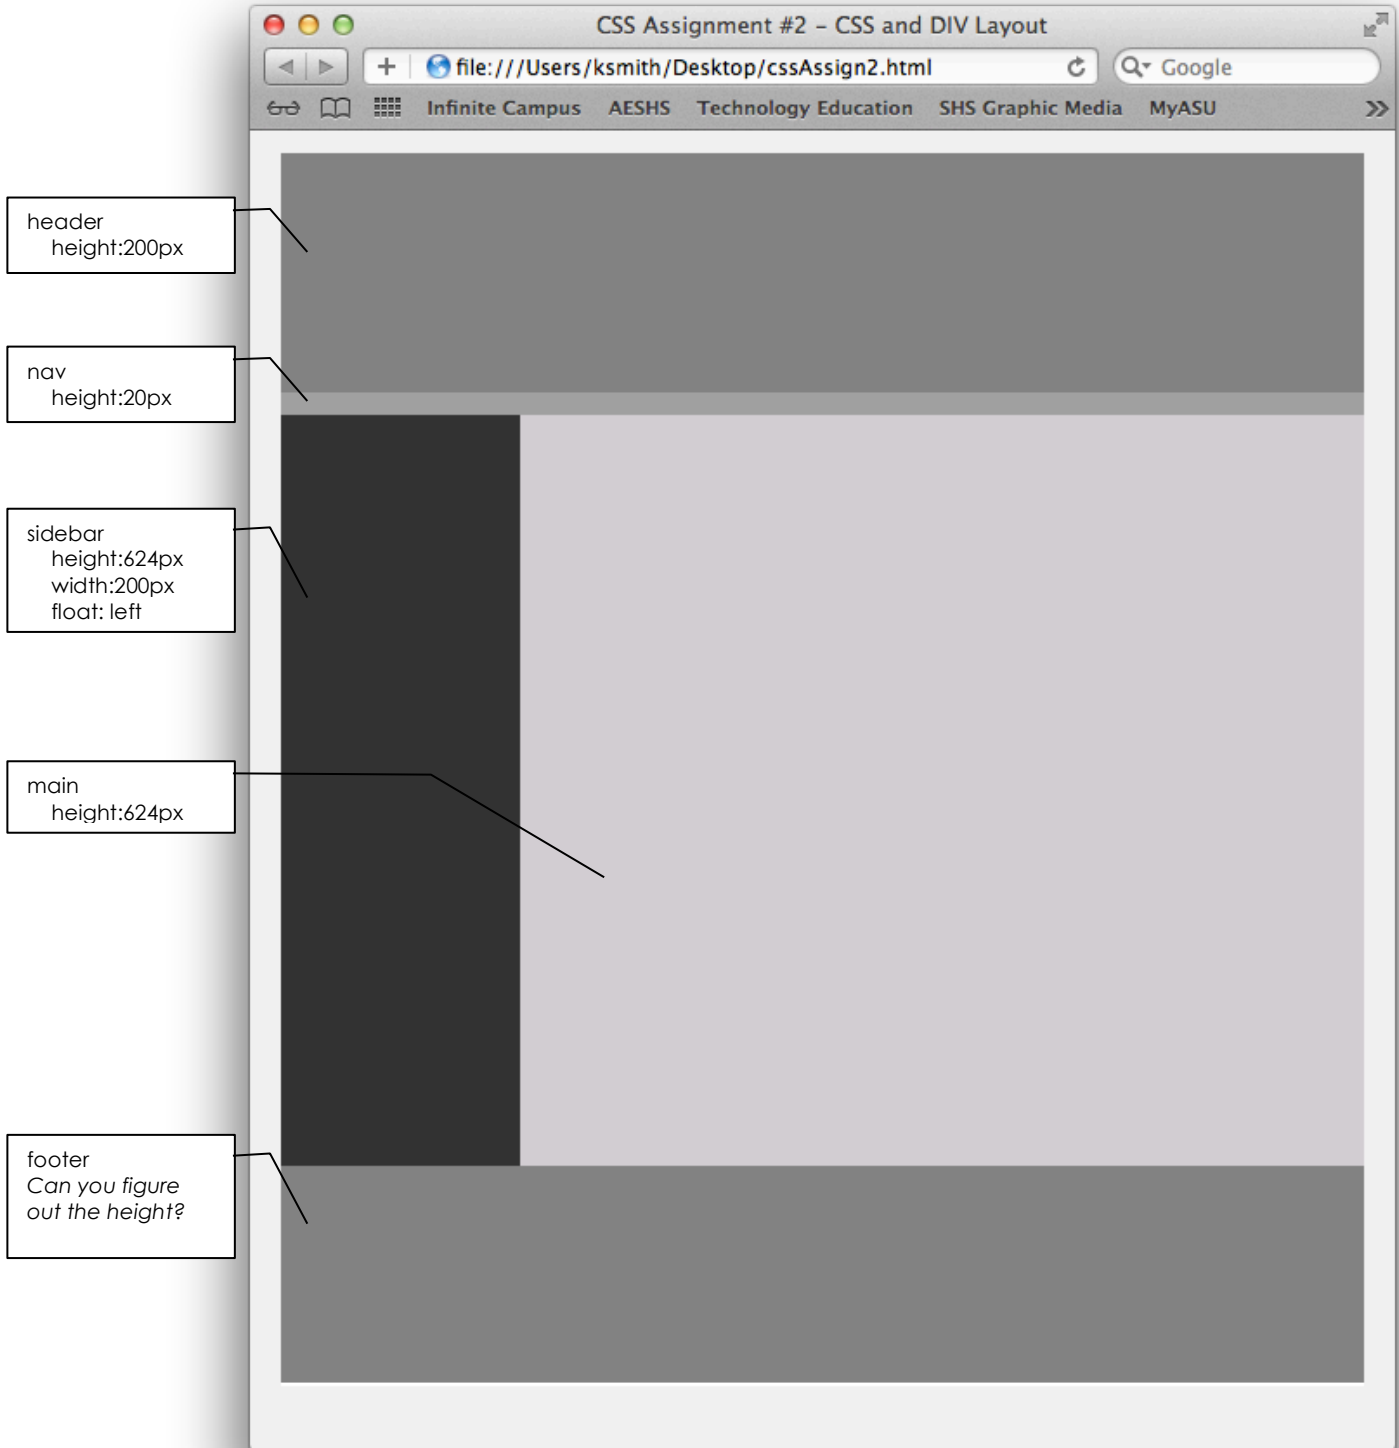 CSS Assignment #2 – CSS and DIV Layout
file:///Users/ksmith/Desktop/cssAssign2.html
Google
Infinite Campus AESHS Technology Education SHS Graphic Media MyASU
header
height:200px
nav
height:20px
sidebar
height:624px
width:200px
float: left
main
height:624px
footer
Can you figure
out the height?